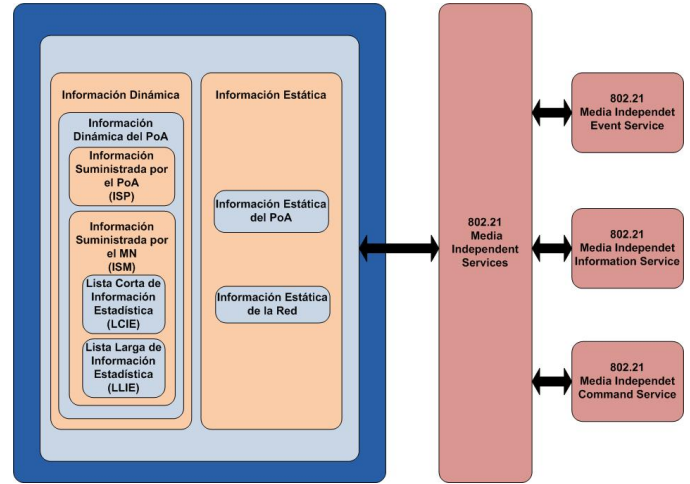 Información Dinámica
Información
Dinámica del PoA
Información
Suministrada por
el PoA
(ISP)
Información
Suministrada por
el MN
(ISM)
Lista Corta de
Información
Estadística
(LCIE)
Lista Larga de
Información
Estadística
(LLIE)
Información Estática
Información Estática
del PoA
Información Estática
de la Red
802.21
Media
Independent
Services
802.21
Media Independet
Event Service
802.21
Media Independet
Information Service
802.21
Media Independet
Command Service